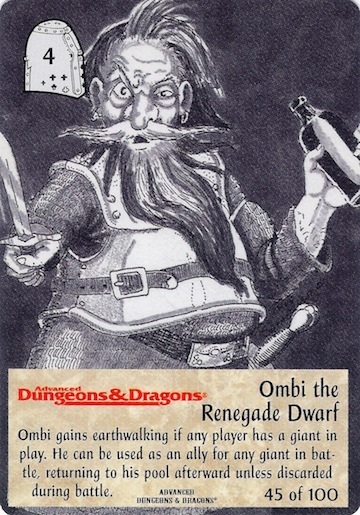 4
Advanced
Dungeons & Dragons®
Ombi the
Renegade Dwarf
Ombi gains earthwalking if any player has a giant in
play. He can be used as an ally for any giant in bat-
tle, returning to his pool afterward unless discarded
during battle.
ADVANCED
DUNGEONS & DRAGONS®
45 of 100